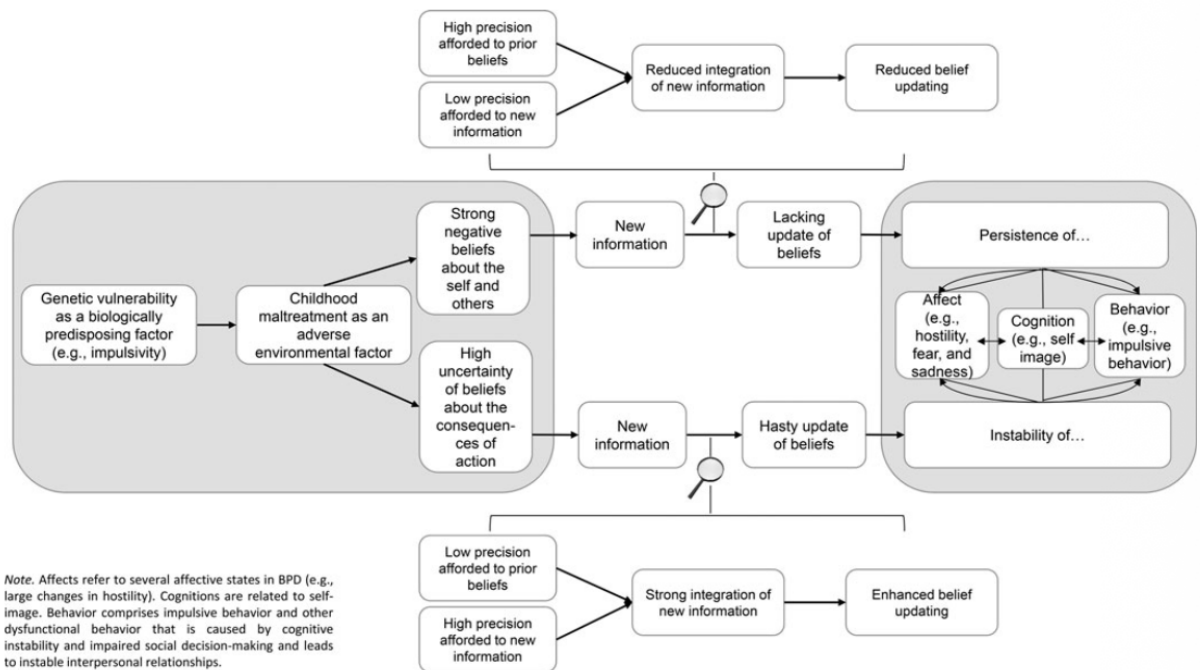 High precision
afforded to prior
beliefs
Low precision
afforded to new
information
Reduced integration
of new information
Reduced belief
updating
Genetic vulnerability
as a biologically
predisposing factor
(e.g., impulsivity)
Childhood
maltreatment as an
adverse
environmental factor
Strong
negative
beliefs
about the
self and
others
High
uncertainty
of beliefs
about the
consequen-
ces of
action
New
information
Lacking
update of
beliefs
Persistence of…
Affect
(e.g.,
hostility,
fear, and
sadness)
Cognition
(e.g., self
image)
Behavior
(e.g.,
impulsive
behavior)
New
information
Hasty update
of beliefs
Instability of…
Low precision
afforded to prior
beliefs
High precision
afforded to new
information
Strong integration of
new information
Enhanced belief
updating
Note. Affects refer to several affective states in BPD (e.g.,
large changes in hostility). Cognitions are related to self-
image. Behavior comprises impulsive behavior and other
dysfunctional behavior that is caused by cognitive
instability and impaired social decision-making and leads
to instable interpersonal relationships.